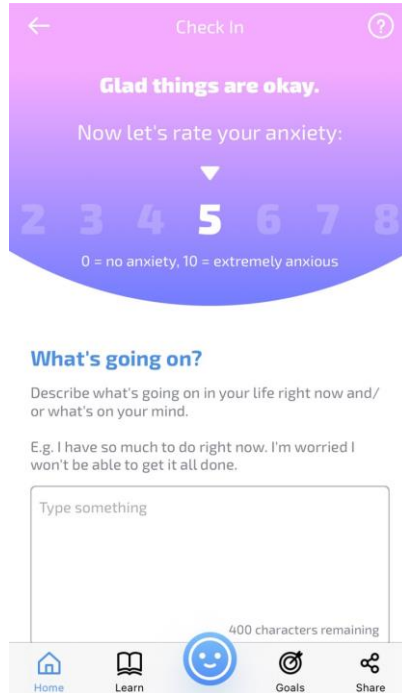 Check In
?
Glad things are okay.
Now let's rate your anxiety:
2 3 4 5 6 7 8
0 = no anxiety, 10 = extremely anxious
What's going on?
Describe what's going on in your life right now and/
or what's on your mind.
E.g. I have so much to do right now. I'm worried I
won't be able to get it all done.
Type something
400 characters remaining
Home Learn Goals Share